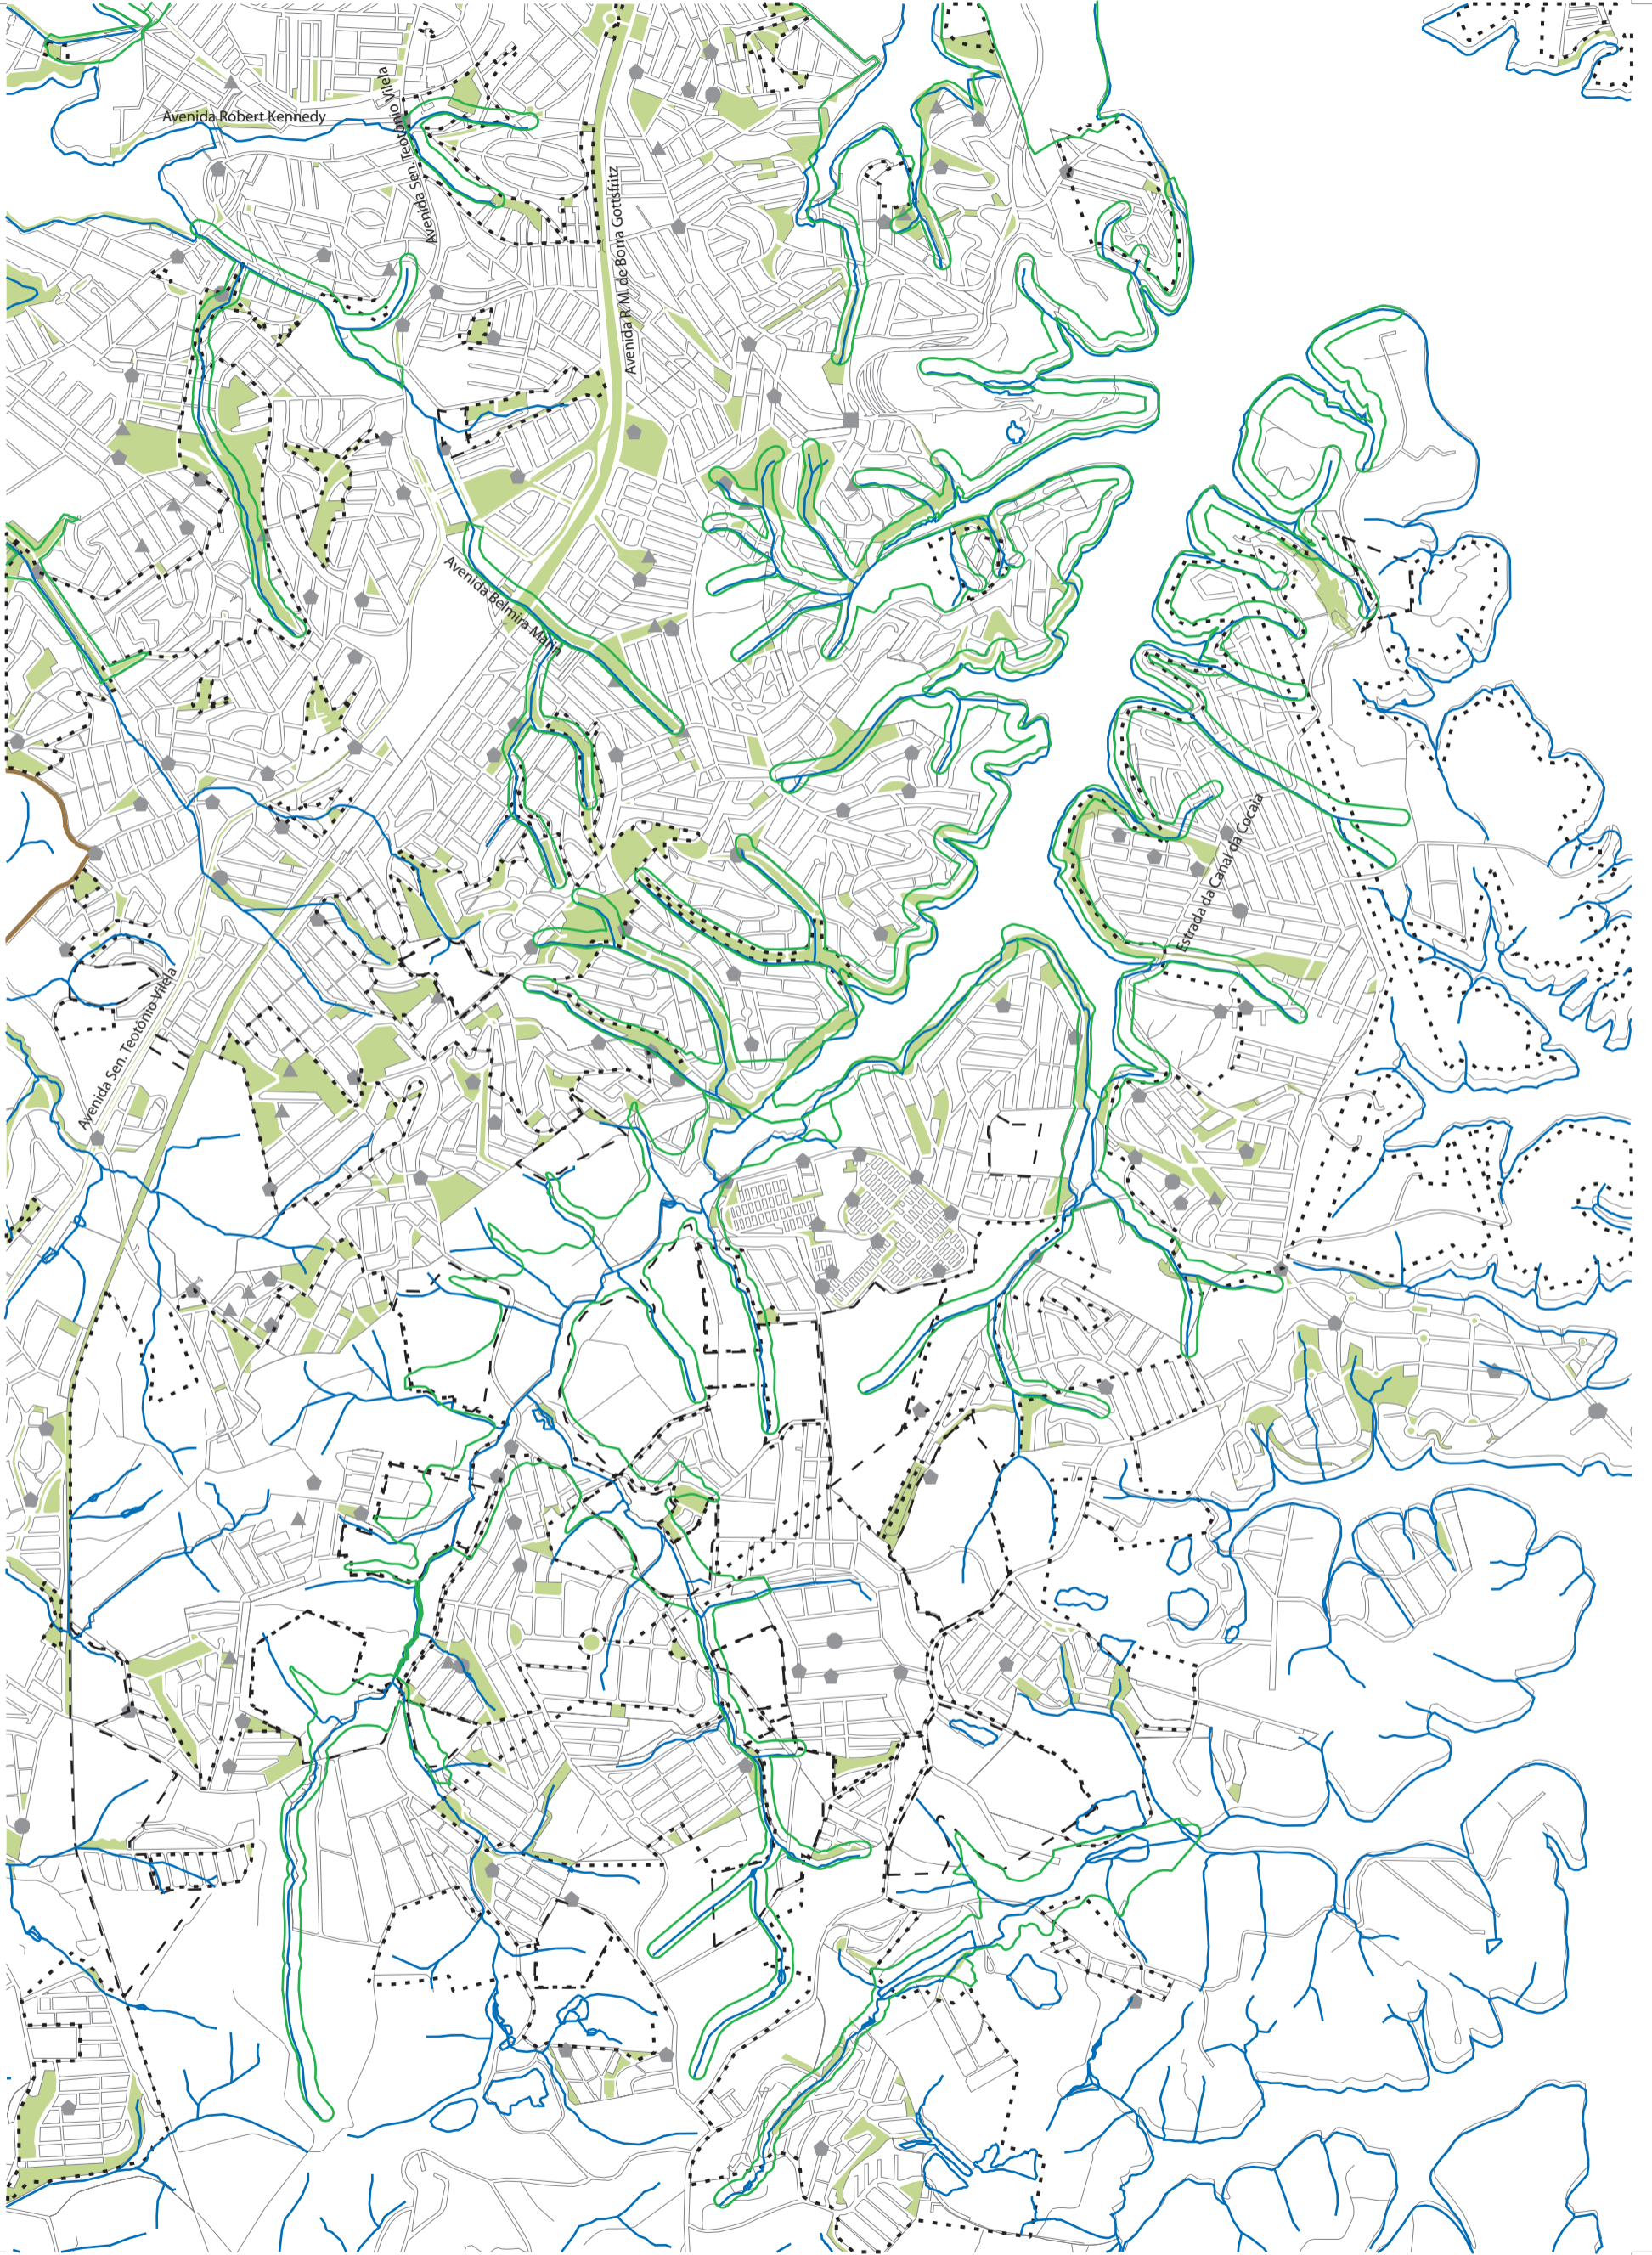 Avenida Robert Kennedy
Avenida Sen. Teotônio Vilela
Avenida R. M. de Borra Gottsfritz
Avenida Belmira Marin
Estrada da Canal da Cocaia
Avenida Sen. Teotônio Vilela